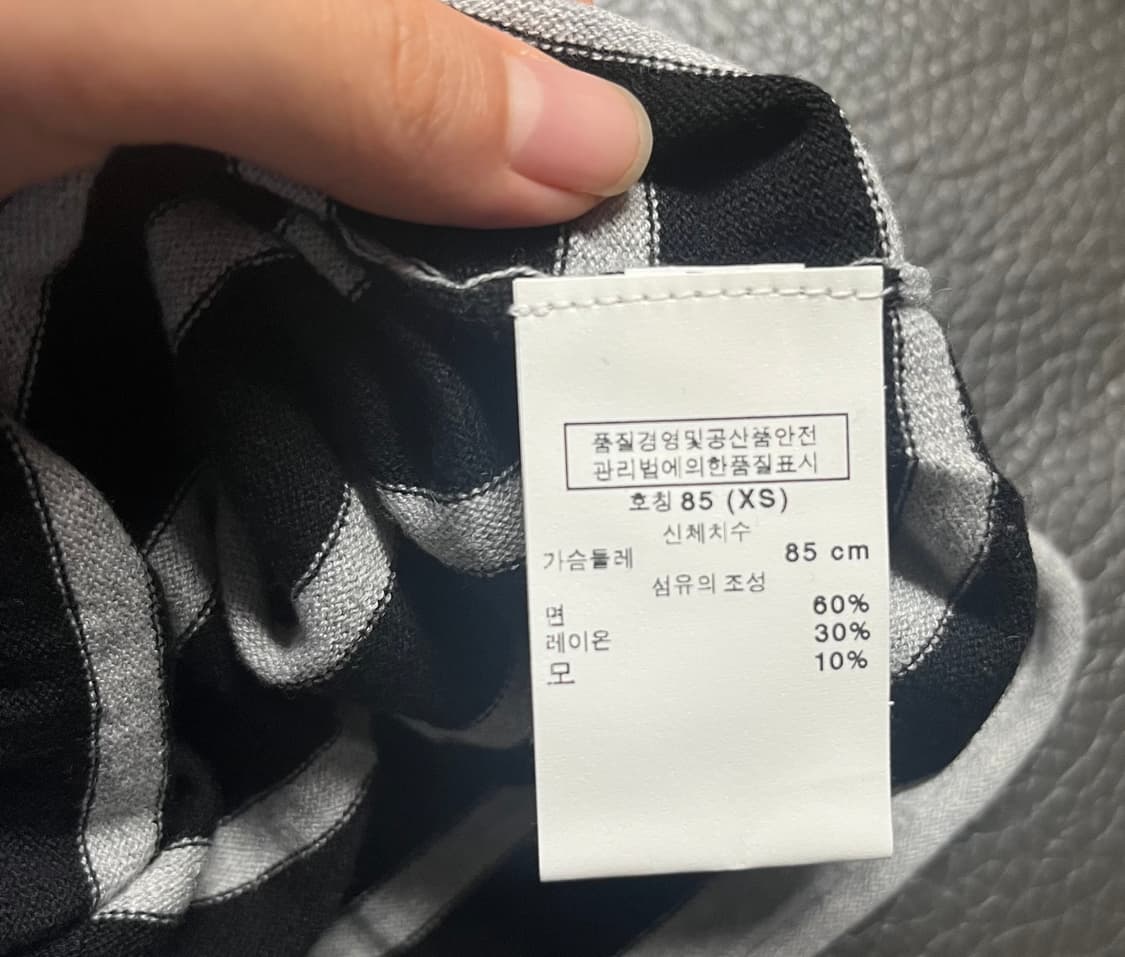 품질경영및공산품안전
관리법에의한품질표시
호칭 85 (XS)
신체치수
가슴둘레 85 cm
섬유의 조성
면 60%
레이온 30%
모 10%